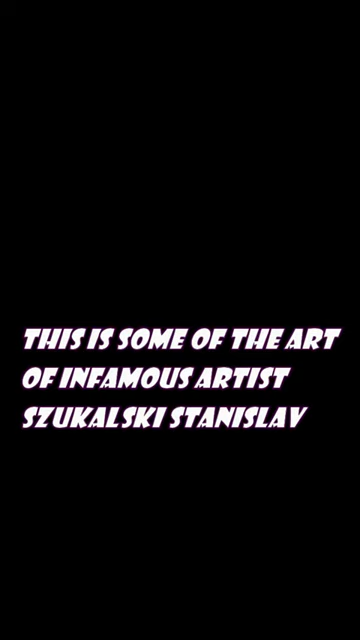 THIS IS SOME OF THE ART
OF INFAMOUS ARTIST
SZUKALSKI STANISLAV